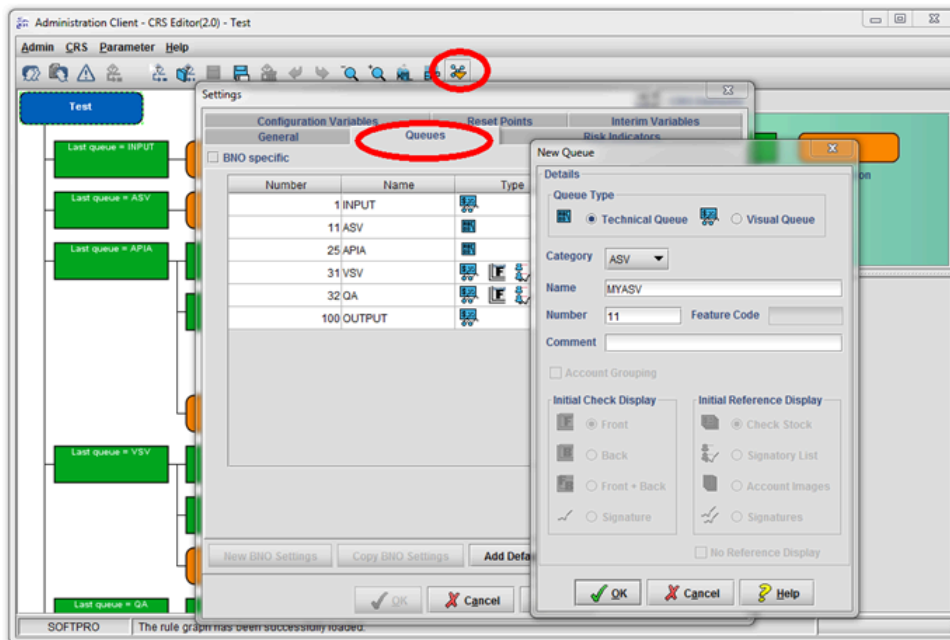 Administration Client - CRS Editor(2.0) - Test
Admin CRS Parameter Help
Test
Last queue = INPUT
Last queue = ASV
Last queue = APIA
Last queue = VSV
Last queue = QA
Settings
Configuration Variables Reset Points Interim Variables
General Queues Risk Indicators
BNO specific
Number Name Type
1 INPUT
11 ASV
25 APIA
31 VSV
32 QA
100 OUTPUT
New BNO Settings Copy BNO Settings Add Defa
OK Cancel
New Queue
Details
Queue Type
Technical Queue Visual Queue
Category ASV
Name MYASV
Number 11 Feature Code
Comment
Account Grouping
Initial Check Display Initial Reference Display
Front Check Stock
Back Signatory List
Front + Back Account Images
Signature Signatures
No Reference Display
OK Cancel Help
on
SOFTPRO The rule graph has been successfully loaded.